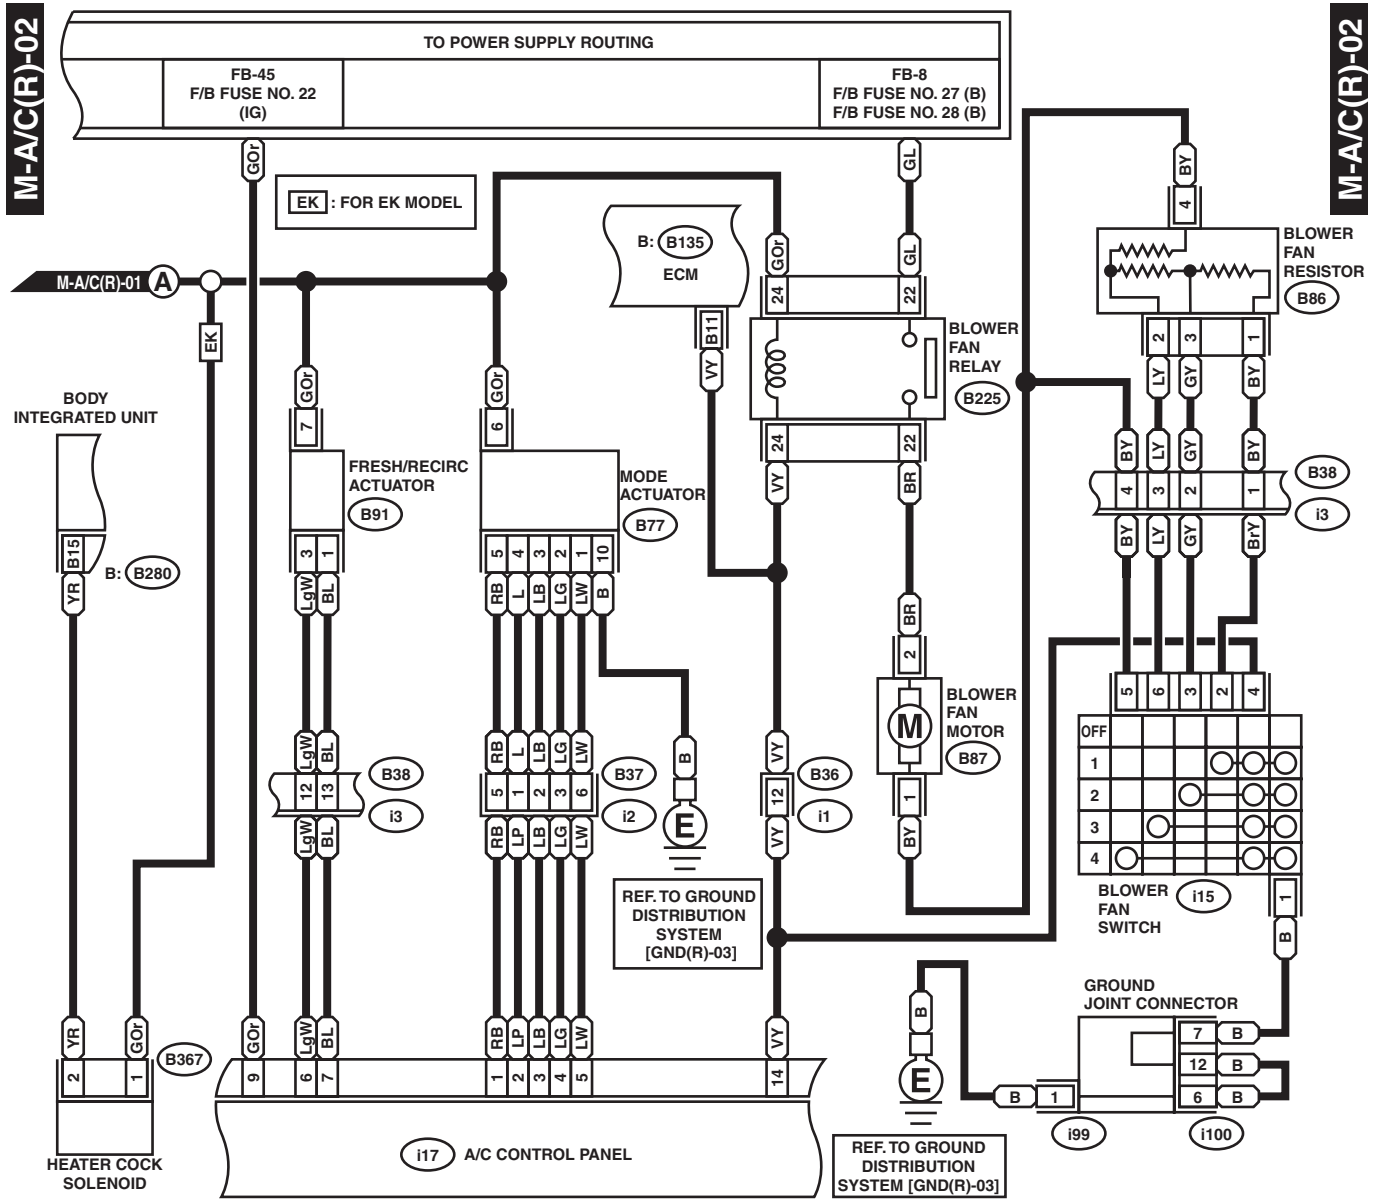 M-A/C(R)-02
M-A/C(R)-02
TO POWER SUPPLY ROUTING
FB-45
F/B FUSE NO. 22
(IG)
FB-8
F/B FUSE NO. 27 (B)
F/B FUSE NO. 28 (B)
GOr
GL
BY
EK : FOR EK MODEL
4
B: B135
ECM
GOr
GL
BLOWER
FAN
RESISTOR
B86
M-A/C(R)-01 A
24
22
B11
VY
2
3
1
EK
BLOWER
FAN
RELAY
B225
GOr
GOr
LY
GY
BY
BODY
INTEGRATED UNIT
7
6
24
22
BY
LY
GY
BY
FRESH/RECIRC
ACTUATOR
B91
MODE
ACTUATOR
B77
VY
BR
4
3
2
1
B38
i3
B15
B: B280
3
1
5
4
3
2
1
10
BY
LY
GY
BrY
YR
LgW
BL
RB
L
LB
LG
LW
B
BR
2
5
6
3
2
4
M
BLOWER
FAN
MOTOR
B87
OFF
1
2
3
4
LgW
BL
RB
L
LB
LG
LW
B
VY
12
13
B38
i3
5
1
2
3
6
B37
i2
12
B36
i1
1
LgW
BL
RB
LP
LB
LG
LW
E
VY
BY
BLOWER
FAN
SWITCH
i15
1
B
REF. TO GROUND
DISTRIBUTION
SYSTEM
[GND(R)-03]
GROUND
JOINT CONNECTOR
B
7
B
12
B
6
B
E
B
1
i99
i100
YR
GOr
B367
GOr
LgW
BL
RB
LP
LB
LG
LW
VY
2
1
9
6
7
1
2
3
4
5
14
HEATER COCK
SOLENOID
i17
A/C CONTROL PANEL
REF. TO GROUND
DISTRIBUTION
SYSTEM [GND(R)-03]